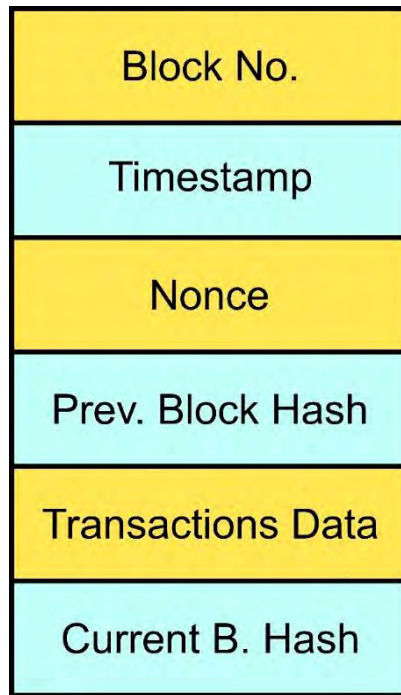 Block No.
Timestamp
Nonce
Prev. Block Hash
Transactions Data
Current B. Hash